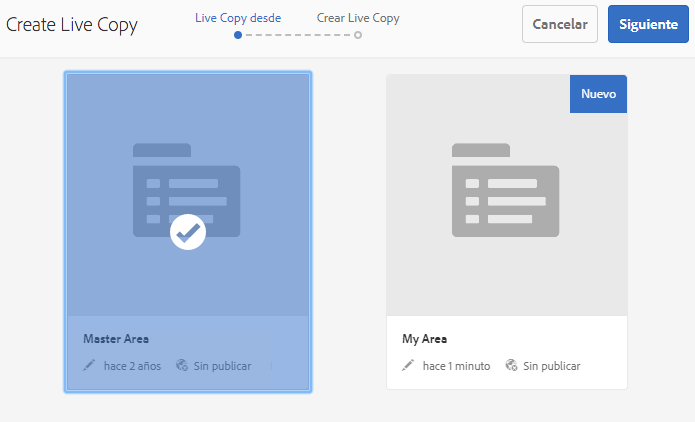 Create Live Copy
Live Copy desde
Crear Live Copy
Cancelar
Siguiente
Nuevo
Master Area
hace 2 años Sin publicar
My Area
hace 1 minuto Sin publicar